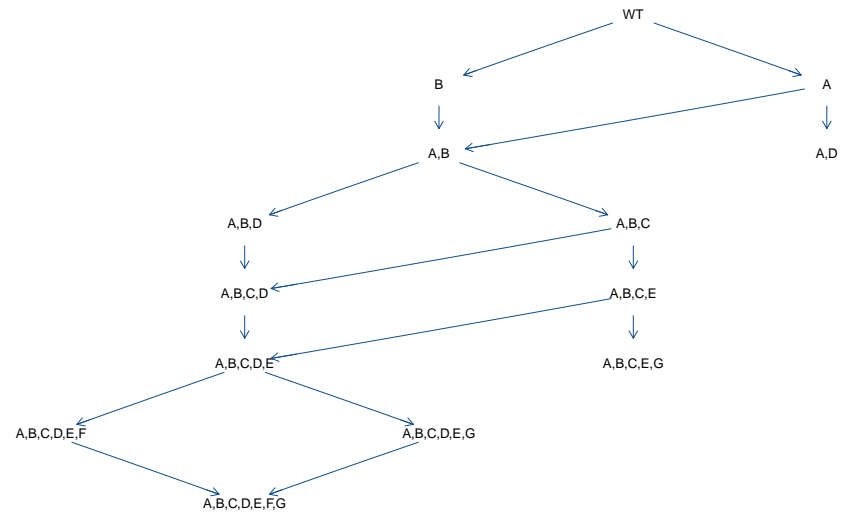 WT
B
A
A,B
A,D
A,B,D
A,B,C
A,B,C,D
A,B,C,E
A,B,C,D,E
A,B,C,E,G
A,B,C,D,E,F
A,B,C,D,E,G
A,B,C,D,E,F,G